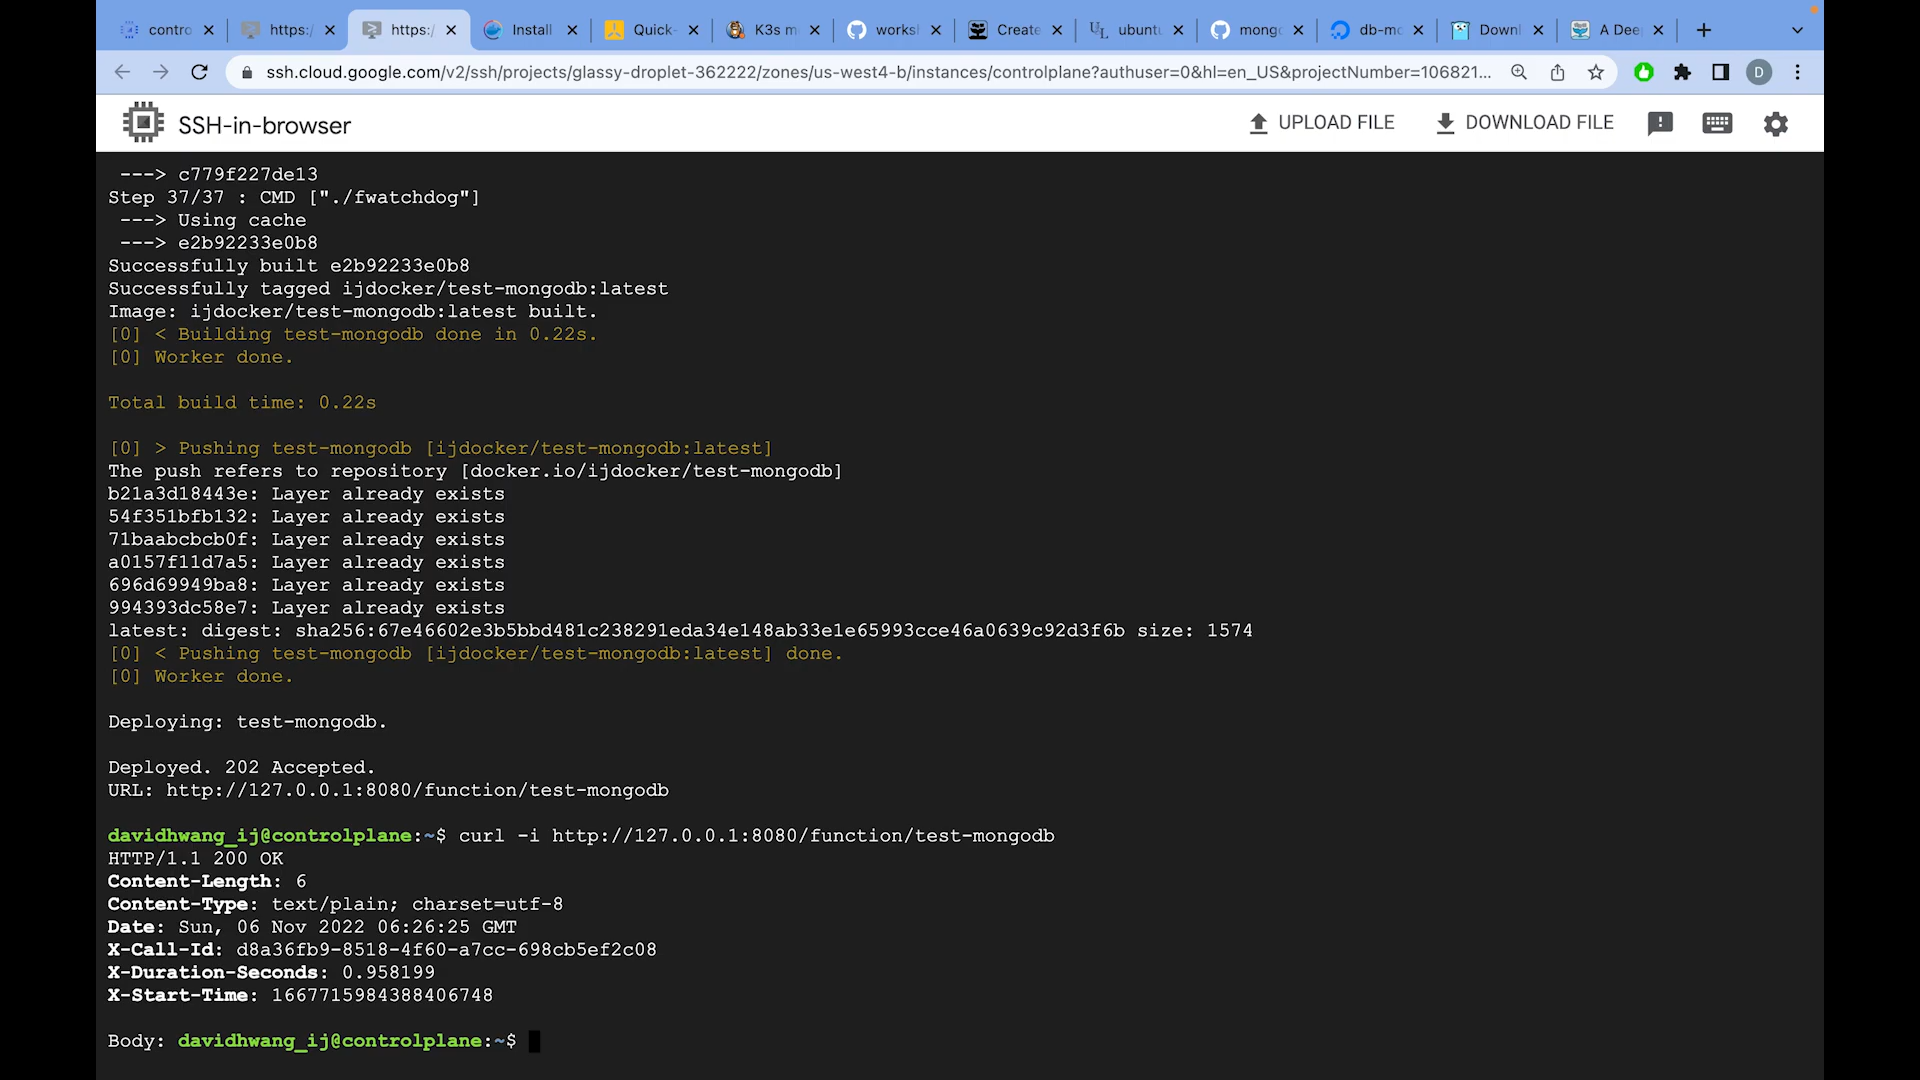 contro
https:/
https:/
Install
Quick-
K3s m
works
Create
ubunt
mong
db-mo
Downl
A Dee
ssh.cloud.google.com/v2/ssh/projects/glassy-droplet-362222/zones/us-west4-b/instances/controlplane?authuser=0&hl=en_US&projectNumber=106821...
D
SSH-in-browser
UPLOAD FILE
DOWNLOAD FILE
---> c779f227de13
Step 37/37 : CMD ["./fwatchdog"]
---> Using cache
---> e2b92233e0b8
Successfully built e2b92233e0b8
Successfully tagged ijdocker/test-mongodb:latest
Image: ijdocker/test-mongodb:latest built.
[0] < Building test-mongodb done in 0.22s.
[0] Worker done.
Total build time: 0.22s
[0] > Pushing test-mongodb [ijdocker/test-mongodb:latest]
The push refers to repository [docker.io/ijdocker/test-mongodb]
b21a3d18443e: Layer already exists
54f351bfb132: Layer already exists
71baabcbcb0f: Layer already exists
a0157f11d7a5: Layer already exists
696d69949ba8: Layer already exists
994393dc58e7: Layer already exists
latest: digest: sha256:67e46602e3b5bbd481c238291eda34e148ab33e1e65993cce46a0639c92d3f6b size: 1574
[0] < Pushing test-mongodb [ijdocker/test-mongodb:latest] done.
[0] Worker done.
Deploying: test-mongodb.
Deployed. 202 Accepted.
URL: http://127.0.0.1:8080/function/test-mongodb
davidhwang_ij@controlplane:~$ curl -i http://127.0.0.1:8080/function/test-mongodb
HTTP/1.1 200 OK
Content-Length: 6
Content-Type: text/plain; charset=utf-8
Date: Sun, 06 Nov 2022 06:26:25 GMT
X-Call-Id: d8a36fb9-8518-4f60-a7cc-698cb5ef2c08
X-Duration-Seconds: 0.958199
X-Start-Time: 1667715984388406748
Body: davidhwang_ij@controlplane:~$